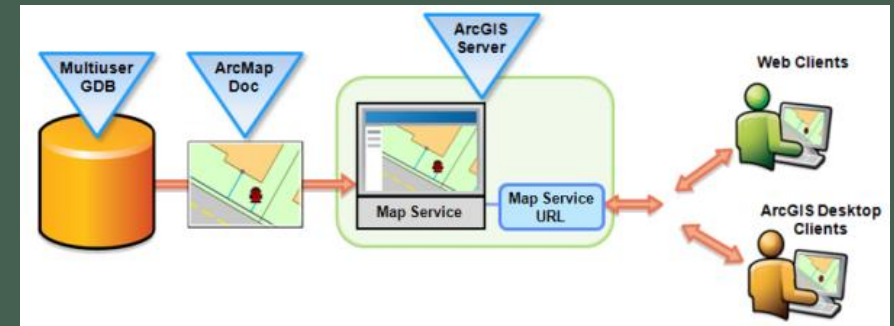 Multiuser
GDB
ArcMap
Doc
ArcGIS
Server
Map Service
Map Service
URL
Web Clients
ArcGIS Desktop
Clients